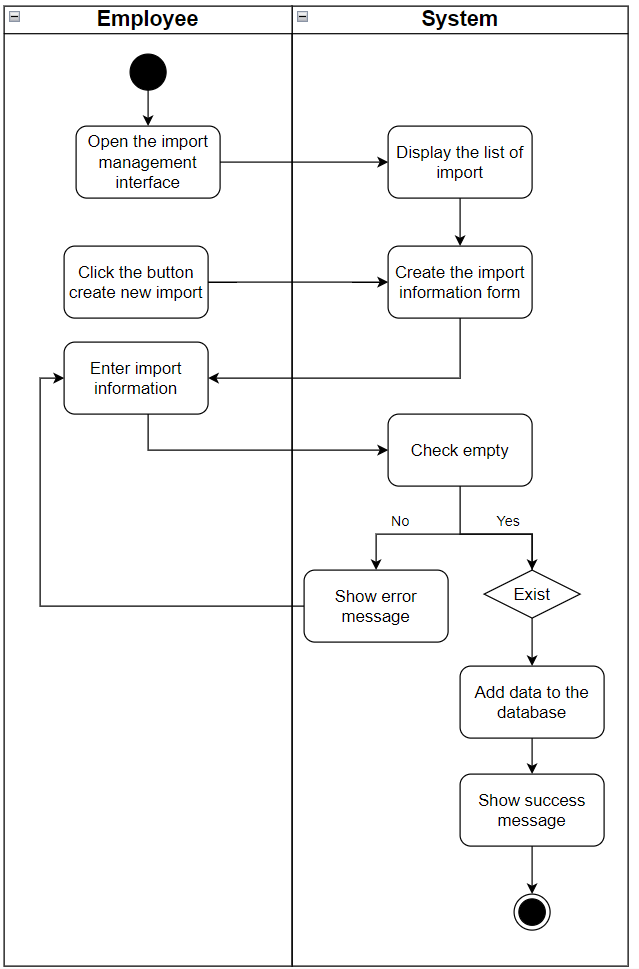 Employee
System
Open the import
management
interface
Display the list of
import
Click the button
create new import
Create the import
information form
Enter import
information
Check empty
No
Yes
Show error
message
Exist
Add data to the
database
Show success
message